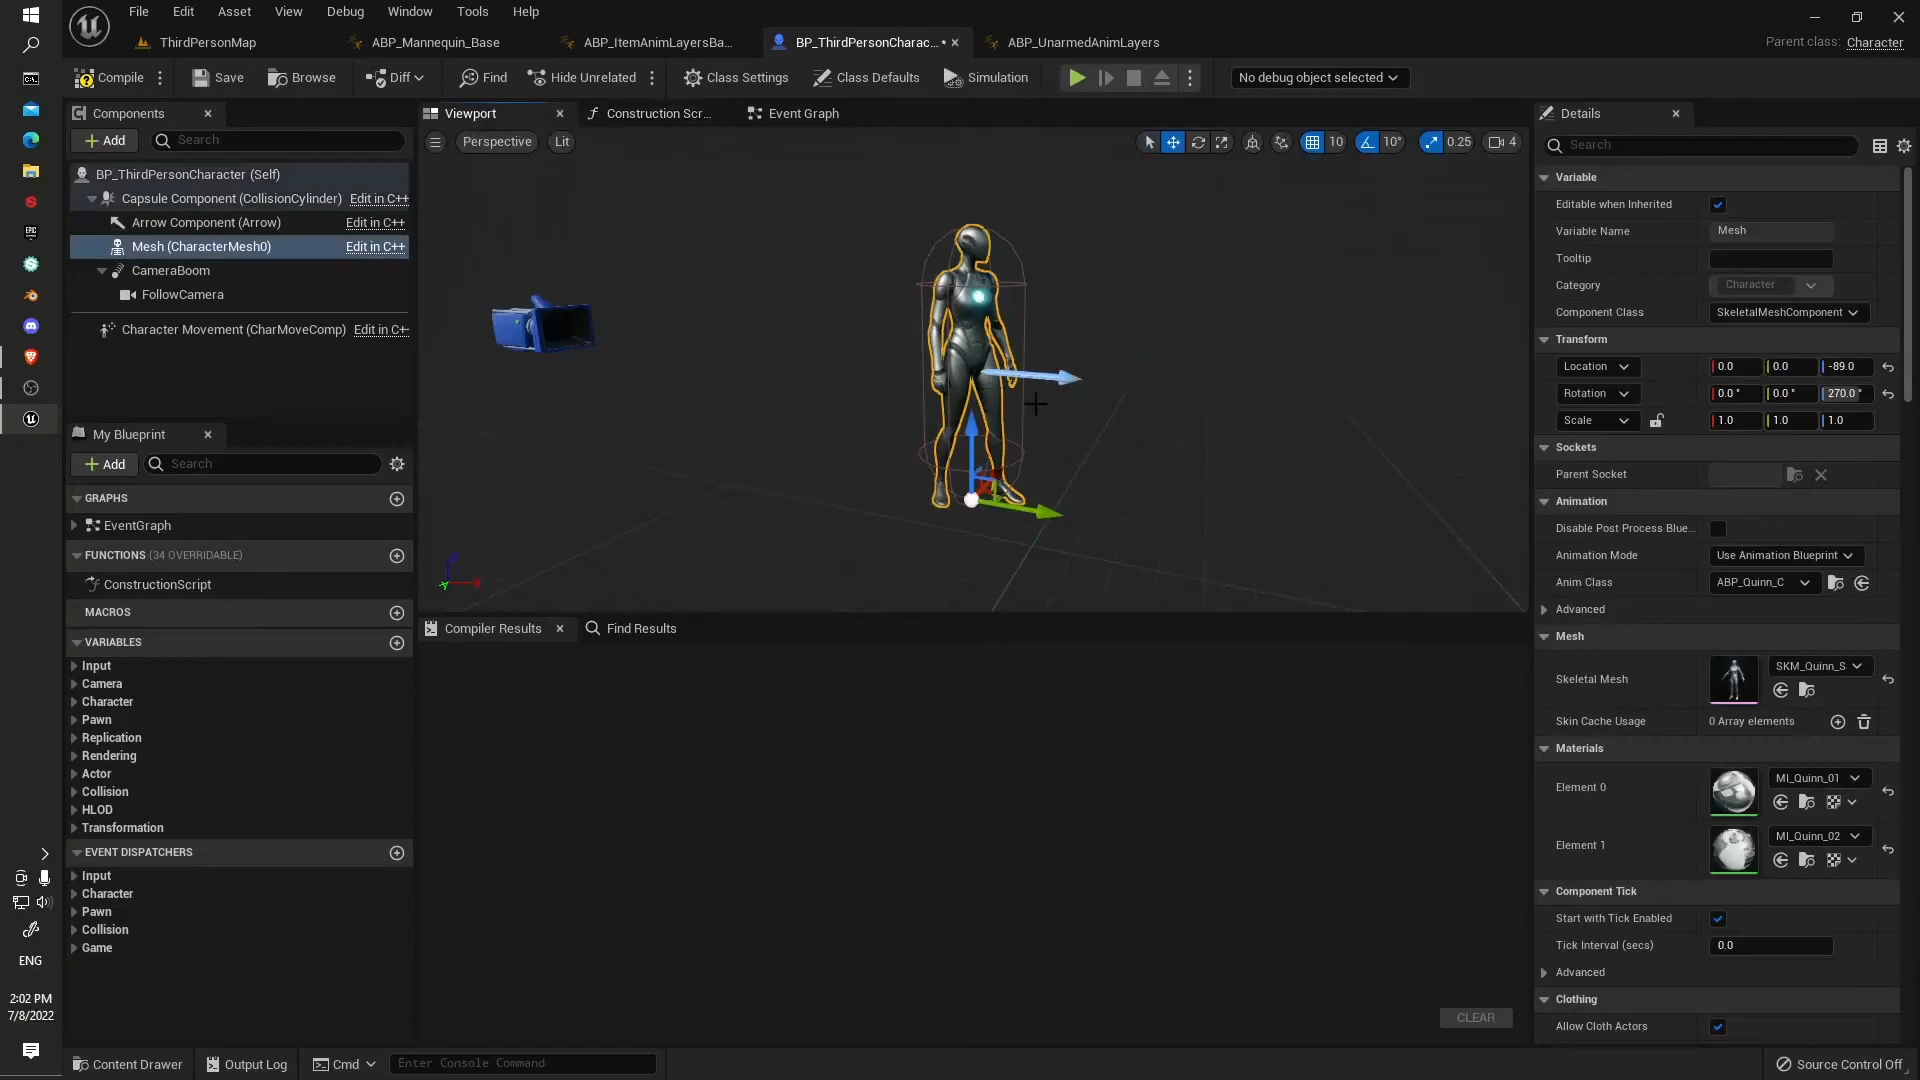 File Edit Asset View Debug Window Tools Help
ThirdPersonMap ABP_Mannequin_Base ABP_ItemAnimLayersBa... BP_ThirdPersonCharac... • ABP_UnarmedAnimLayers Parent class: Character
Compile Save Browse Diff Find Hide Unrelated Class Settings Class Defaults Simulation No debug object selected
Components Viewport Construction Scr... Event Graph Details
Add Search Perspective Lit 10 10° 0.25 4 Search
BP_ThirdPersonCharacter (Self)
Capsule Component (CollisionCylinder) Edit in C++
Arrow Component (Arrow) Edit in C++
Mesh (CharacterMesh0) Edit in C++
CameraBoom
FollowCamera
Character Movement (CharMoveComp) Edit in C++
My Blueprint
Add Search
GRAPHS
EventGraph
FUNCTIONS (34 OVERRIDABLE)
ConstructionScript
MACROS
VARIABLES
Input
Camera
Character
Pawn
Replication
Rendering
Actor
Collision
HLOD
Transformation
EVENT DISPATCHERS
Input
Character
Pawn
Collision
Game
Compiler Results Find Results
CLEAR
Variable
Editable when Inherited
Variable Name Mesh
Tooltip
Category Character
Component Class SkeletalMeshComponent
Transform
Location 0.0 0.0 -89.0
Rotation 0.0 ° 0.0 ° 270.0 °
Scale 1.0 1.0 1.0
Sockets
Parent Socket
Animation
Disable Post Process Blue...
Animation Mode Use Animation Blueprint
Anim Class ABP_Quinn_C
Advanced
Mesh
Skeletal Mesh SKM_Quinn_S
Skin Cache Usage 0 Array elements
Materials
Element 0 MI_Quinn_01
Element 1 MI_Quinn_02
Component Tick
Start with Tick Enabled
Tick Interval (secs) 0.0
Advanced
Clothing
Allow Cloth Actors
ENG
2:02 PM
7/8/2022
Content Drawer Output Log Cmd Enter Console Command Source Control Off